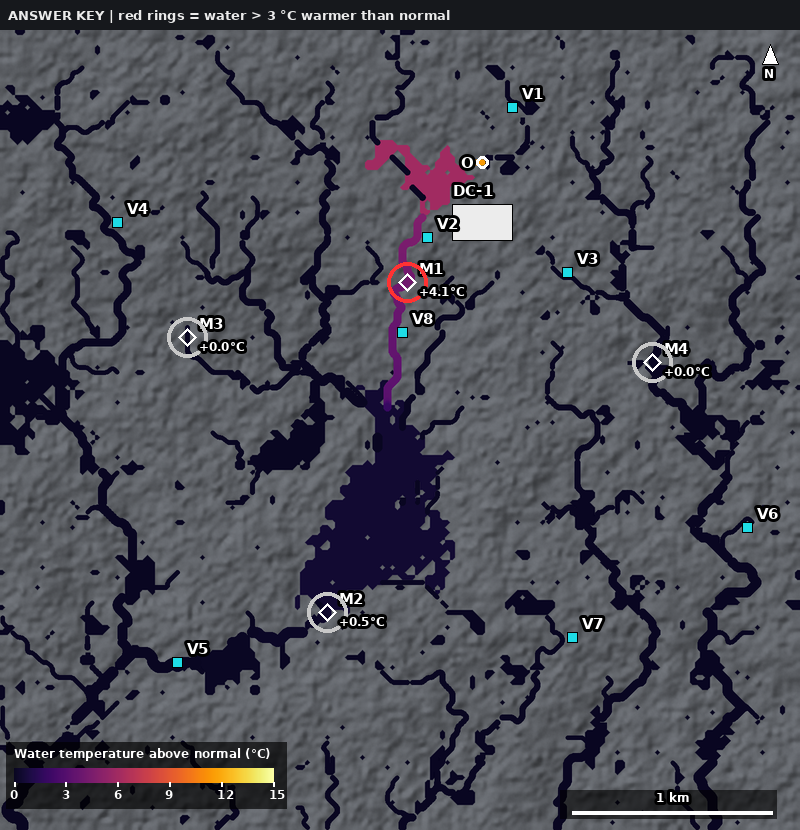 ANSWER KEY | red rings = water > 3 °C warmer than normal
N
V1
O
DC-1
V4
V2
V3
M1
+4.1°C
M3
+0.0°C
V8
M4
+0.0°C
V6
M2
+0.5°C
V7
V5
Water temperature above normal (°C)
0 3 6 9 12 15
1 km